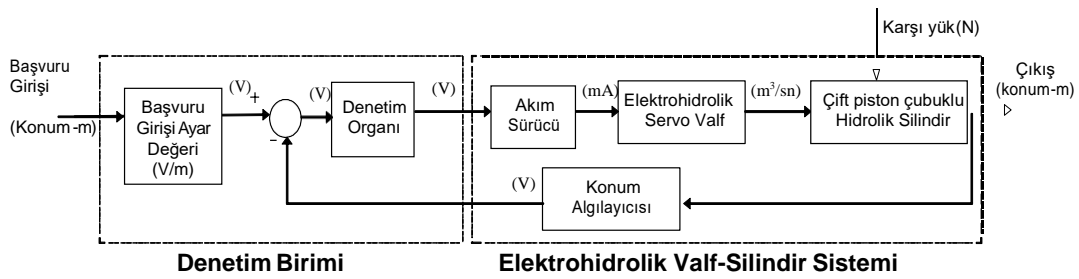 Karşı yük(N)
Başvuru
Girişi
(Konum-m)
Başvuru
Girişi Ayar
Değeri
(V/m)
(V)
+
-
(V)
Denetim
Organı
(V)
Akım
Sürücü
(mA)
Elektrohidrolik
Servo Valf
(m³/sn)
Çift piston çubuklu
Hidrolik Silindir
Çıkış
(konum-m)
(V)
Konum
Algılayıcısı
Denetim Birimi
Elektrohidrolik Valf-Silindir Sistemi